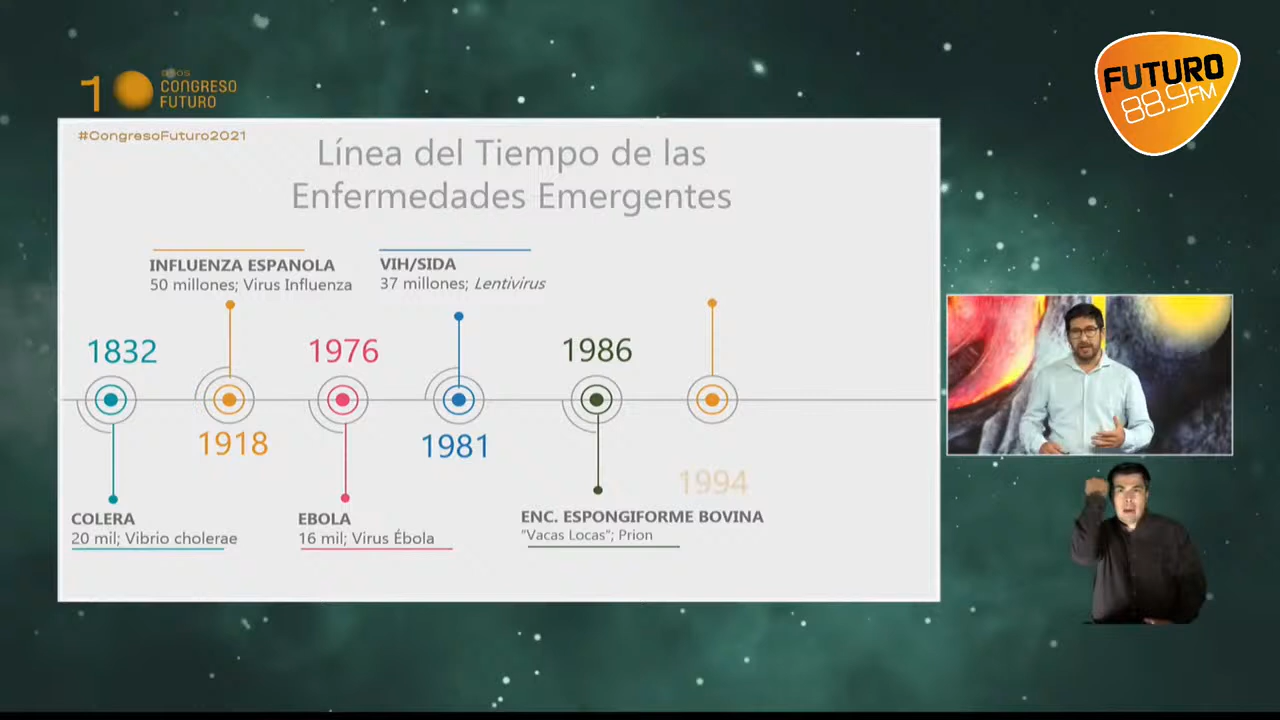 10 años
CONGRESO
FUTURO
FUTURO
88.9FM
#CongresoFuturo2021
Línea del Tiempo de las
Enfermedades Emergentes
INFLUENZA ESPANOLA
50 millones; Virus Influenza
VIH/SIDA
37 millones; Lentivirus
1832
1976
1986
1918
1981
1994
COLERA
20 mil; Vibrio cholerae
EBOLA
16 mil; Virus Ébola
ENC. ESPONGIFORME BOVINA
"Vacas Locas"; Prion